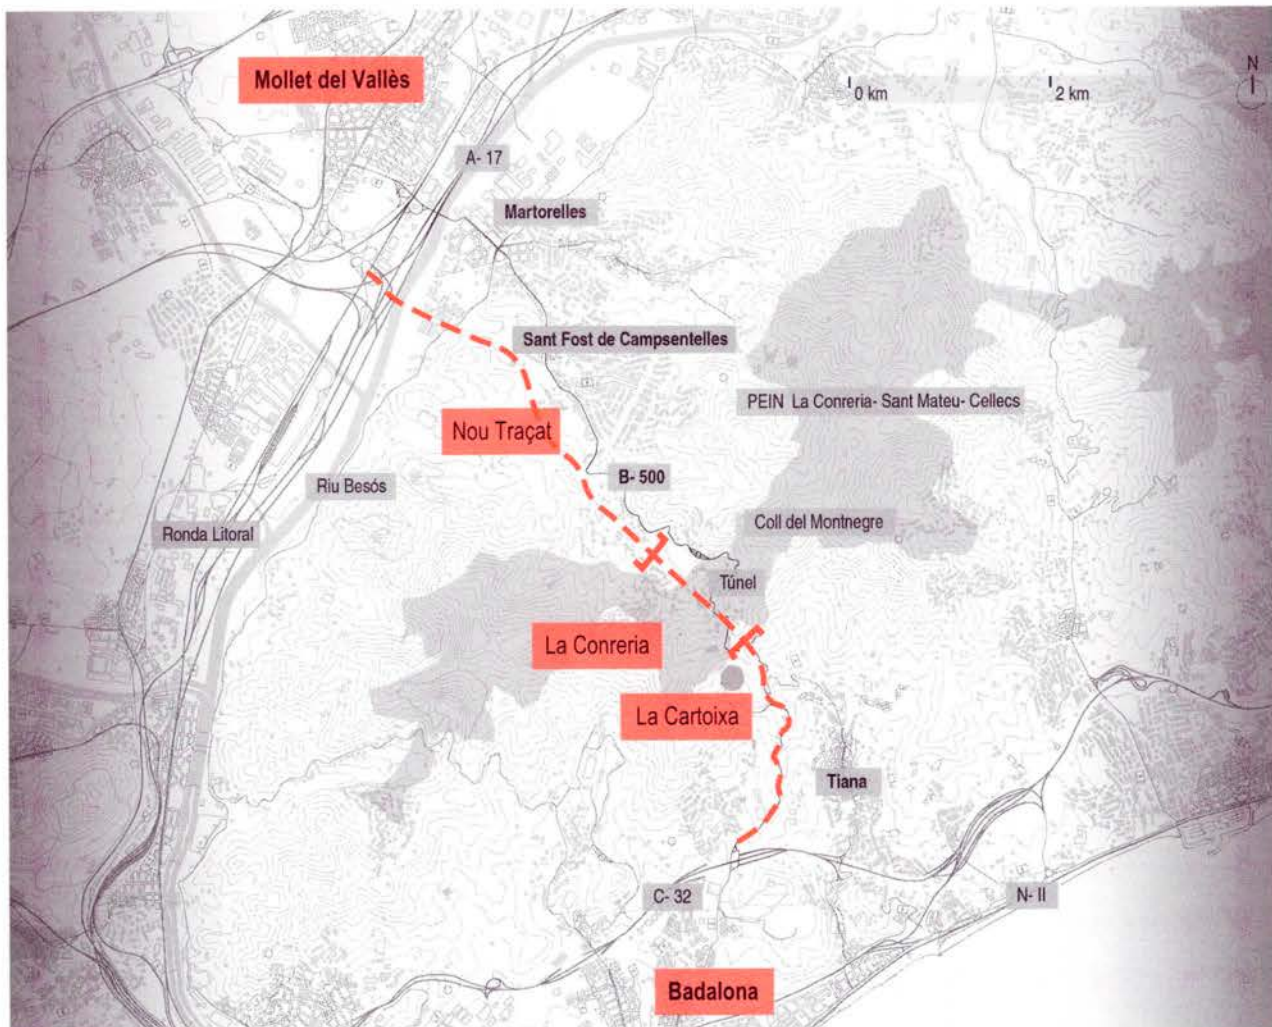 Mollet del Vallès
N
0 km
2 km
A- 17
Martorelles
Sant Fost de Campsentelles
PEIN La Conreria- Sant Mateu- Cellecs
Nou Traçat
B- 500
Riu Besós
Coll del Montnegre
Ronda Litoral
Túnel
La Conreria
La Cartoixa
Tiana
C- 32
N- II
Badalona